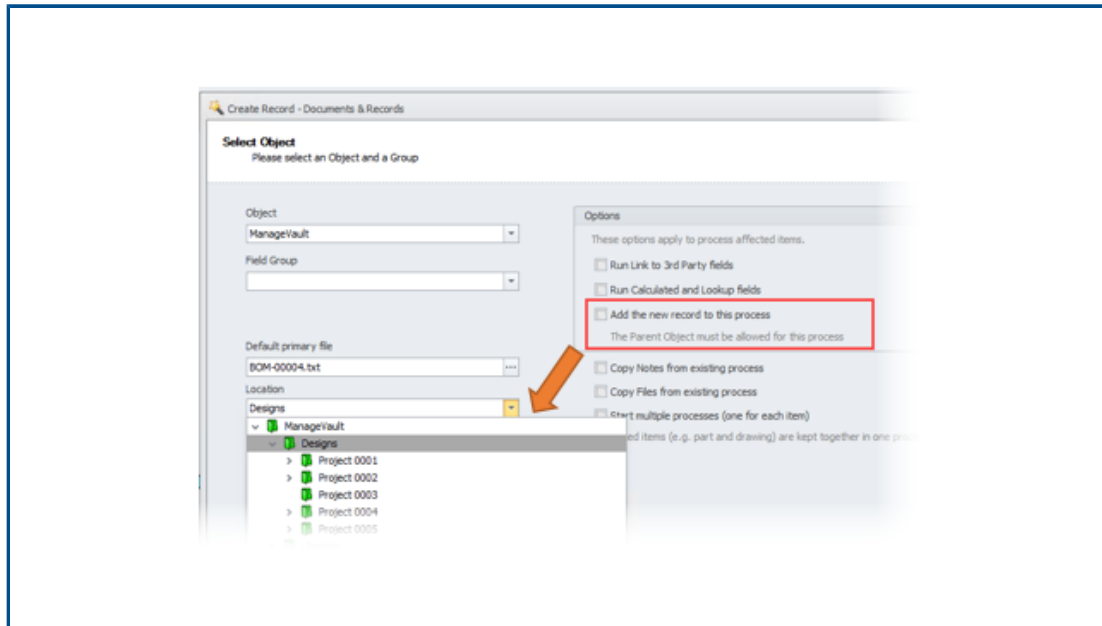 Create Record - Documents & Records
Select Object
Please select an Object and a Group
Object
ManageVault
Field Group
Default primary file
BOM-00004.txt
Location
Designs
ManageVault
Designs
Project 0001
Project 0002
Project 0003
Project 0004
Project 0005
Options
These options apply to process affected items.
Run Link to 3rd Party fields
Run Calculated and Lookup fields
Add the new record to this process
The Parent Object must be allowed for this process
Copy Notes from existing process
Copy Files from existing process
Start multiple processes (one for each item)
items (e.g. part and drawing) are kept together in one